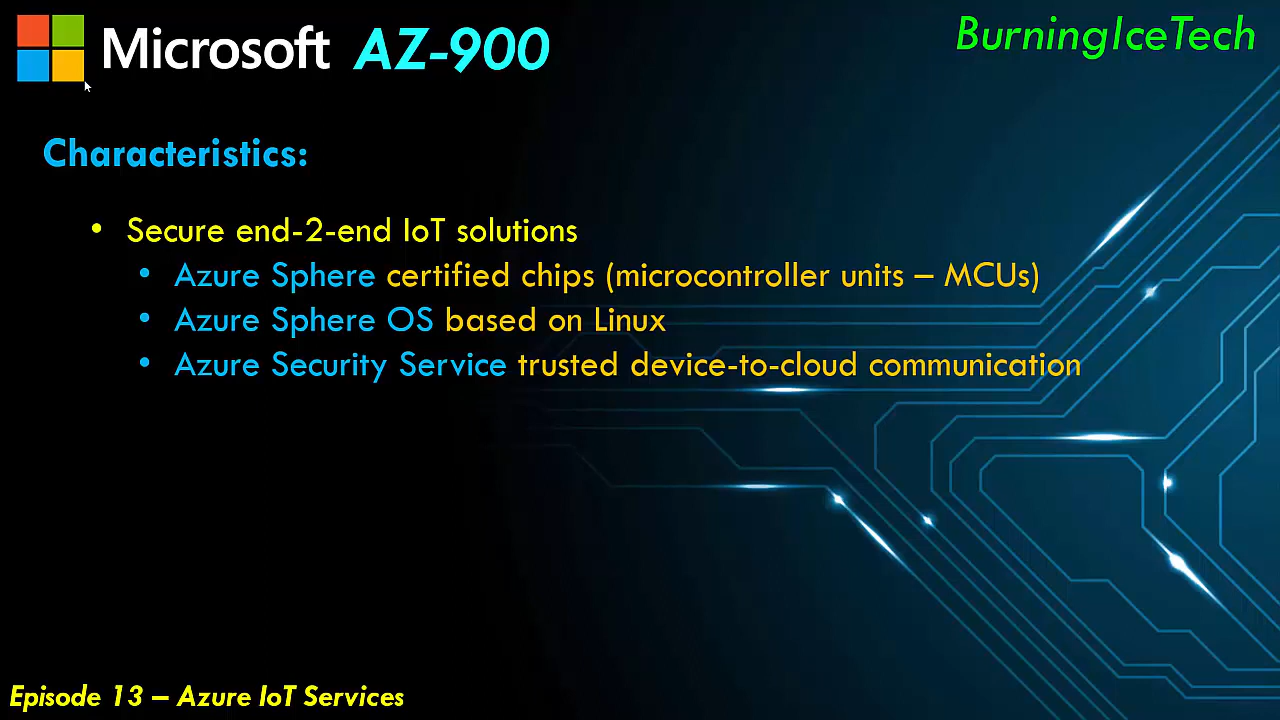 Microsoft AZ-900
BurningIceTech
Characteristics:
• Secure end-2-end IoT solutions
• Azure Sphere certified chips (microcontroller units – MCUs)
• Azure Sphere OS based on Linux
• Azure Security Service trusted device-to-cloud communication
Episode 13 – Azure IoT Services